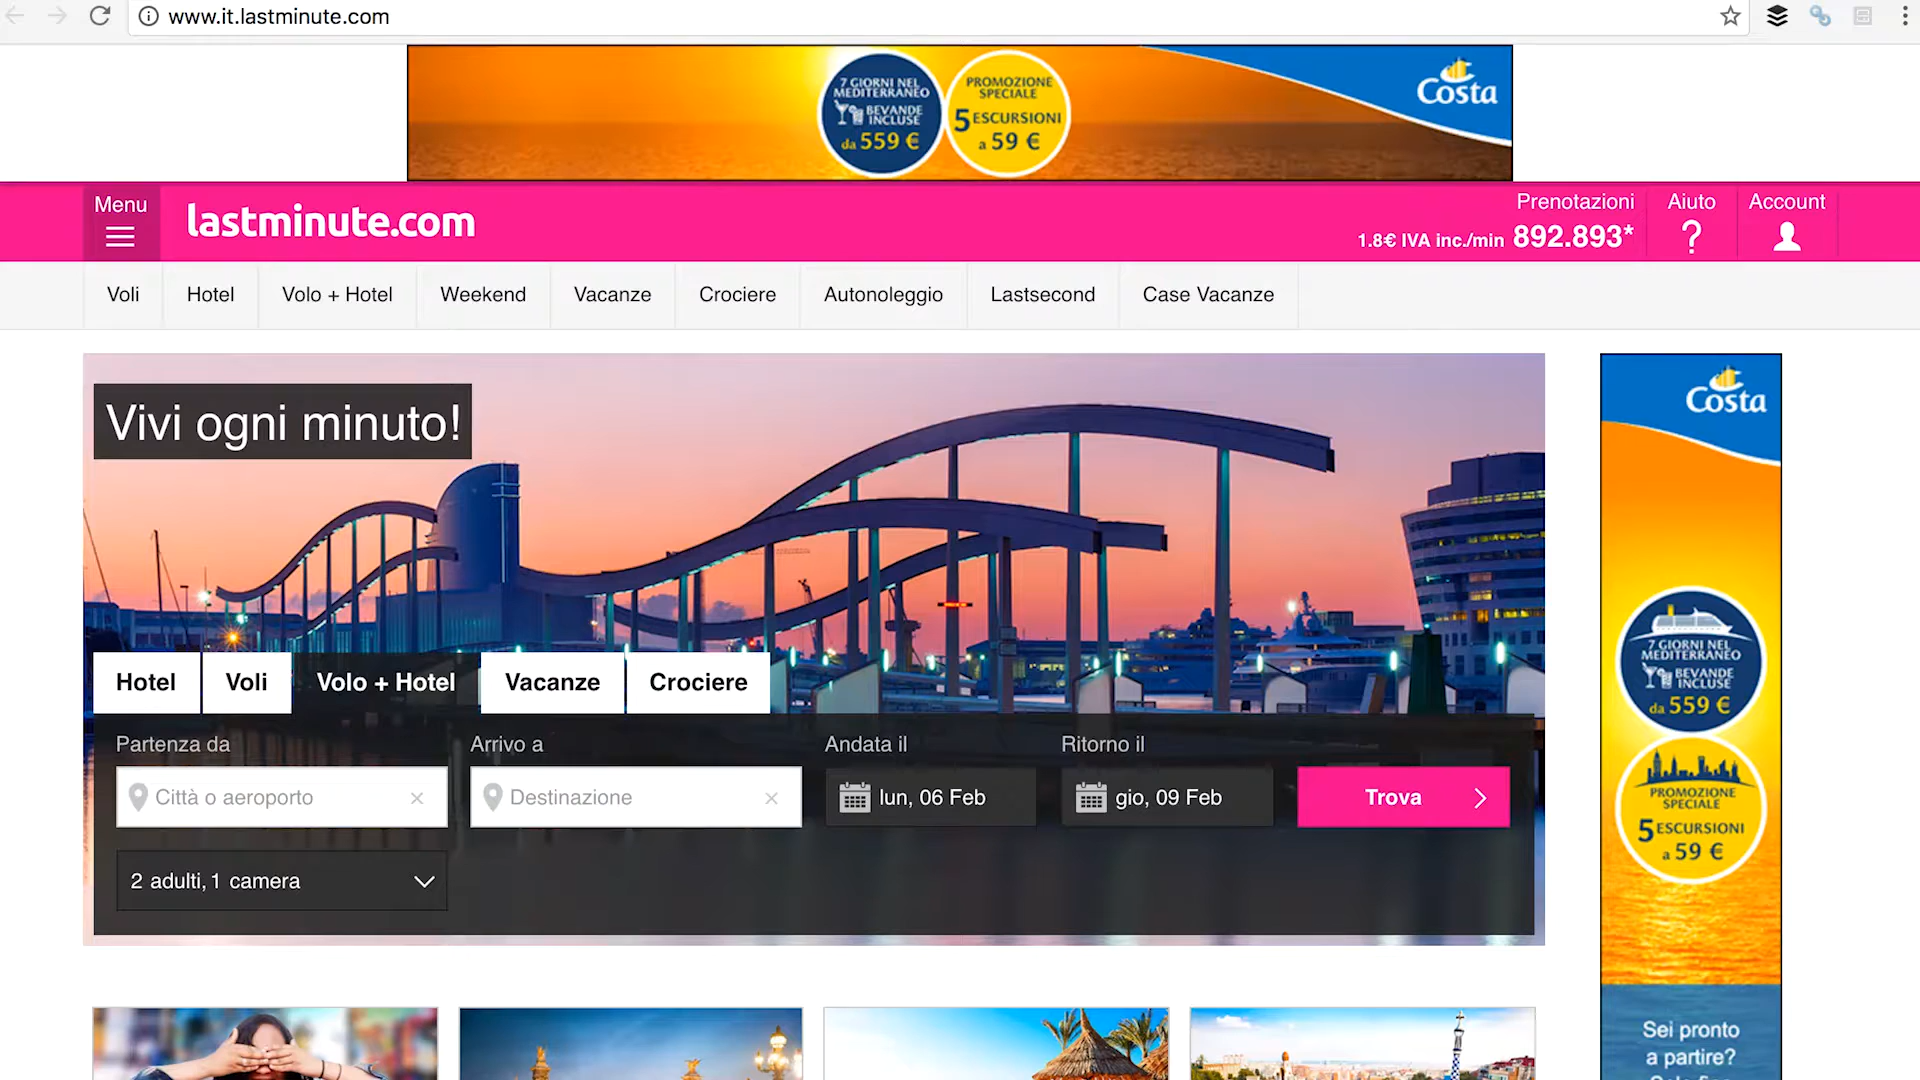 www.it.lastminute.com
7 GIORNI NEL
MEDITERRANEO
BEVANDE
INCLUSE
da 559 €
PROMOZIONE
SPECIALE
5 ESCURSIONI
a 59 €
Costa
Menu
lastminute.com
Prenotazioni
1.8€ IVA inc./min 892.893*
Aiuto
?
Account
Voli
Hotel
Volo + Hotel
Weekend
Vacanze
Crociere
Autonoleggio
Lastsecond
Case Vacanze
Vivi ogni minuto!
Hotel
Voli
Volo + Hotel
Vacanze
Crociere
Partenza da
Arrivo a
Andata il
Ritorno il
Città o aeroporto
Destinazione
lun, 06 Feb
gio, 09 Feb
Trova
2 adulti, 1 camera
Costa
7 GIORNI NEL
MEDITERRANEO
BEVANDE
INCLUSE
da 559 €
PROMOZIONE
SPECIALE
5 ESCURSIONI
a 59 €
Sei pronto
a partire?